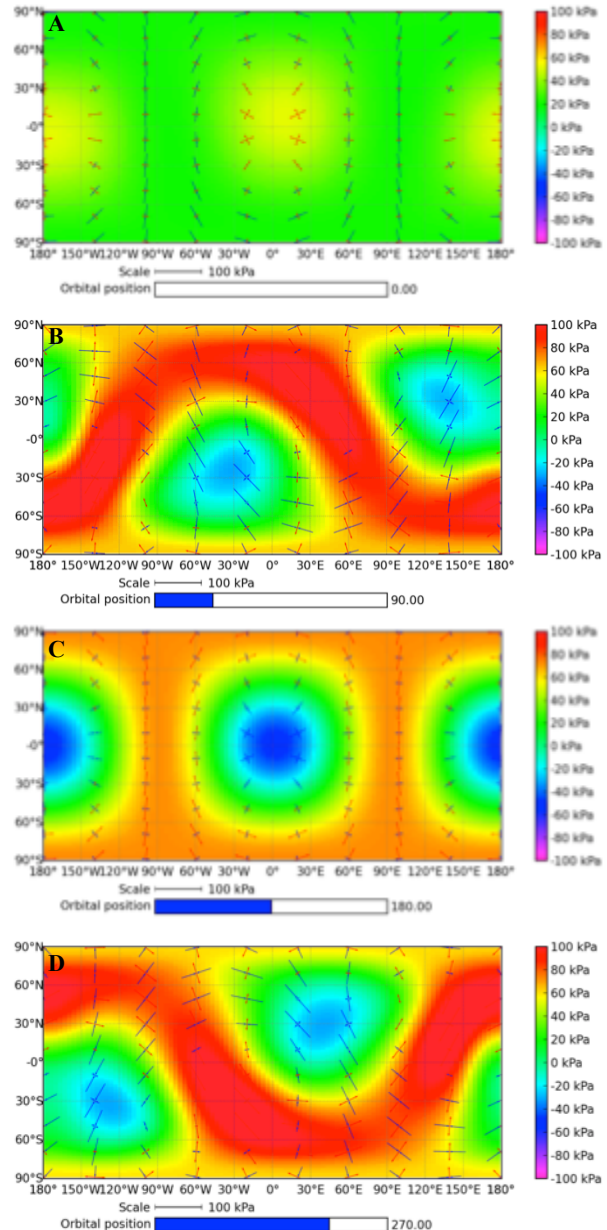 A
90°N
60°N
30°N
-0°
30°S
60°S
90°S
180° 150°W 120°W 90°W 60°W 30°W 0° 30°E 60°E 90°E 120°E 150°E 180°
100 kPa
80 kPa
60 kPa
40 kPa
20 kPa
0 kPa
-20 kPa
-40 kPa
-60 kPa
-80 kPa
-100 kPa
Scale 100 kPa
Orbital position 0.00
B
90°N
60°N
30°N
-0°
30°S
60°S
90°S
180° 150°W 120°W 90°W 60°W 30°W 0° 30°E 60°E 90°E 120°E 150°E 180°
100 kPa
80 kPa
60 kPa
40 kPa
20 kPa
0 kPa
-20 kPa
-40 kPa
-60 kPa
-80 kPa
-100 kPa
Scale 100 kPa
Orbital position 90.00
C
90°N
60°N
30°N
-0°
30°S
60°S
90°S
180° 150°W 120°W 90°W 60°W 30°W 0° 30°E 60°E 90°E 120°E 150°E 180°
100 kPa
80 kPa
60 kPa
40 kPa
20 kPa
0 kPa
-20 kPa
-40 kPa
-60 kPa
-80 kPa
-100 kPa
Scale 100 kPa
Orbital position 180.00
D
90°N
60°N
30°N
-0°
30°S
60°S
90°S
180° 150°W 120°W 90°W 60°W 30°W 0° 30°E 60°E 90°E 120°E 150°E 180°
100 kPa
80 kPa
60 kPa
40 kPa
20 kPa
0 kPa
-20 kPa
-40 kPa
-60 kPa
-80 kPa
-100 kPa
Scale 100 kPa
Orbital position 270.00